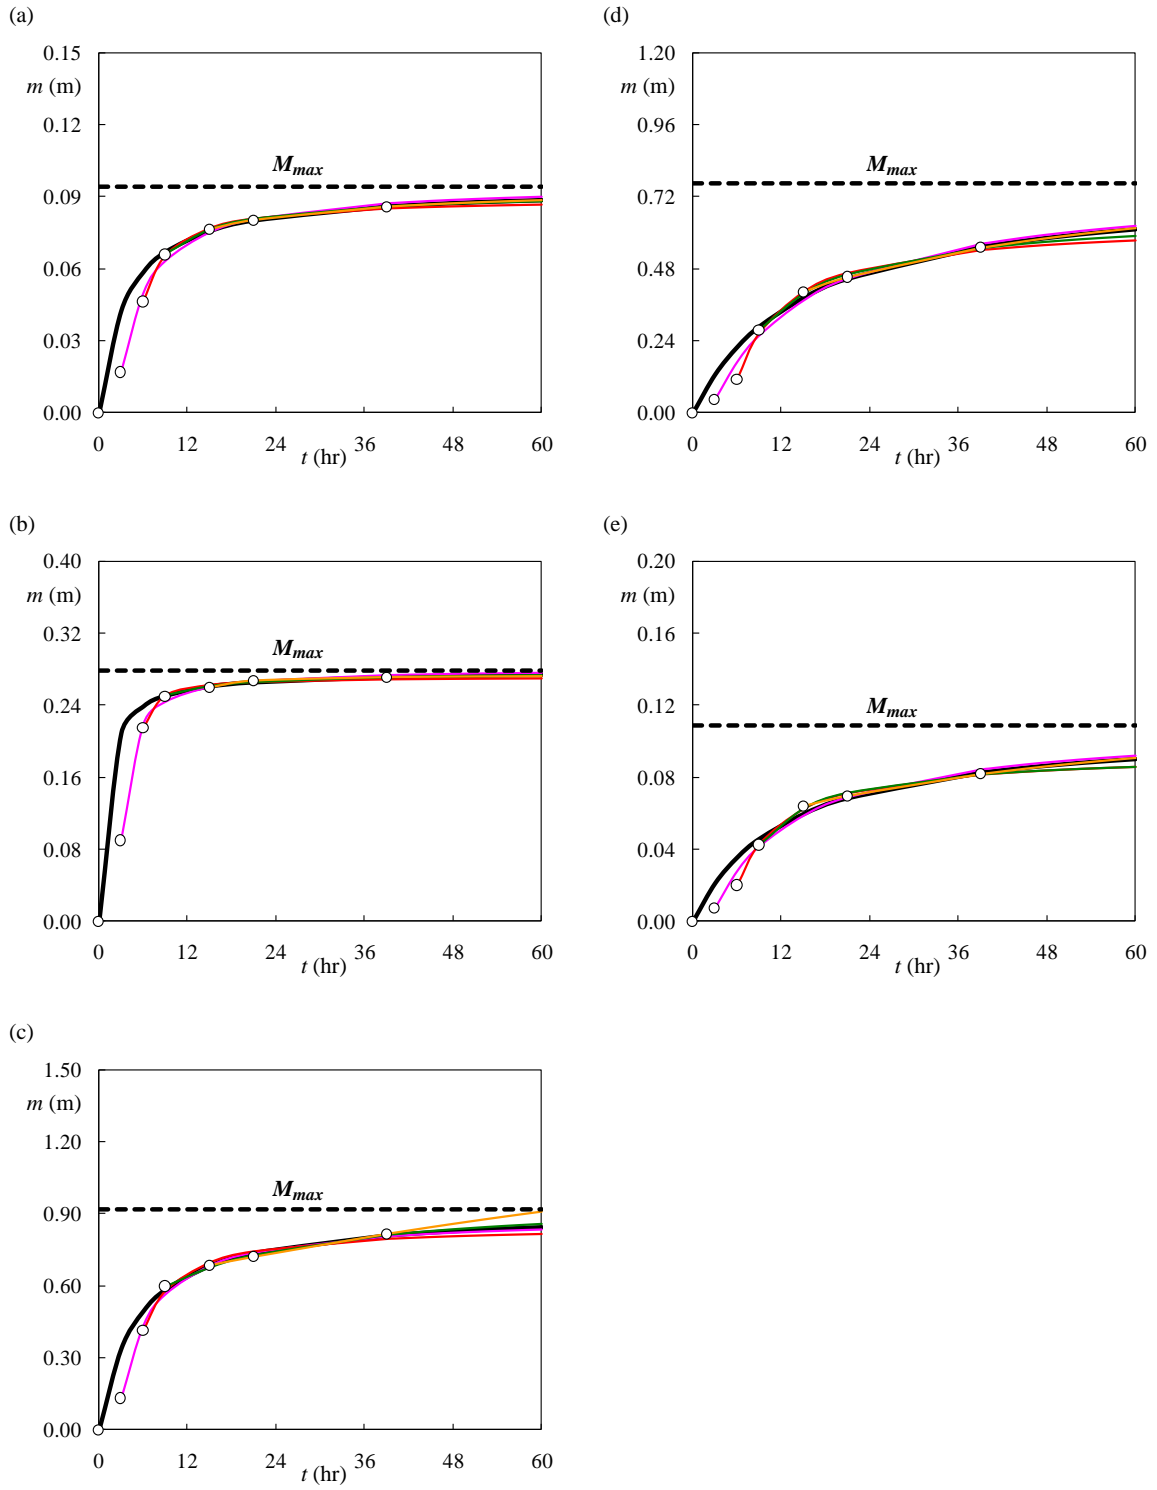 (a)
0.15
m (m)
0.12
M_max
0.09
0.06
0.03
0.00
0 12 24 36 48 60
t (hr)
(d)
1.20
m (m)
0.96
M_max
0.72
0.48
0.24
0.00
0 12 24 36 48 60
t (hr)
(b)
0.40
m (m)
0.32
M_max
0.24
0.16
0.08
0.00
0 12 24 36 48 60
t (hr)
(e)
0.20
m (m)
0.16
0.12
M_max
0.08
0.04
0.00
0 12 24 36 48 60
t (hr)
(c)
1.50
m (m)
1.20
M_max
0.90
0.60
0.30
0.00
0 12 24 36 48 60
t (hr)